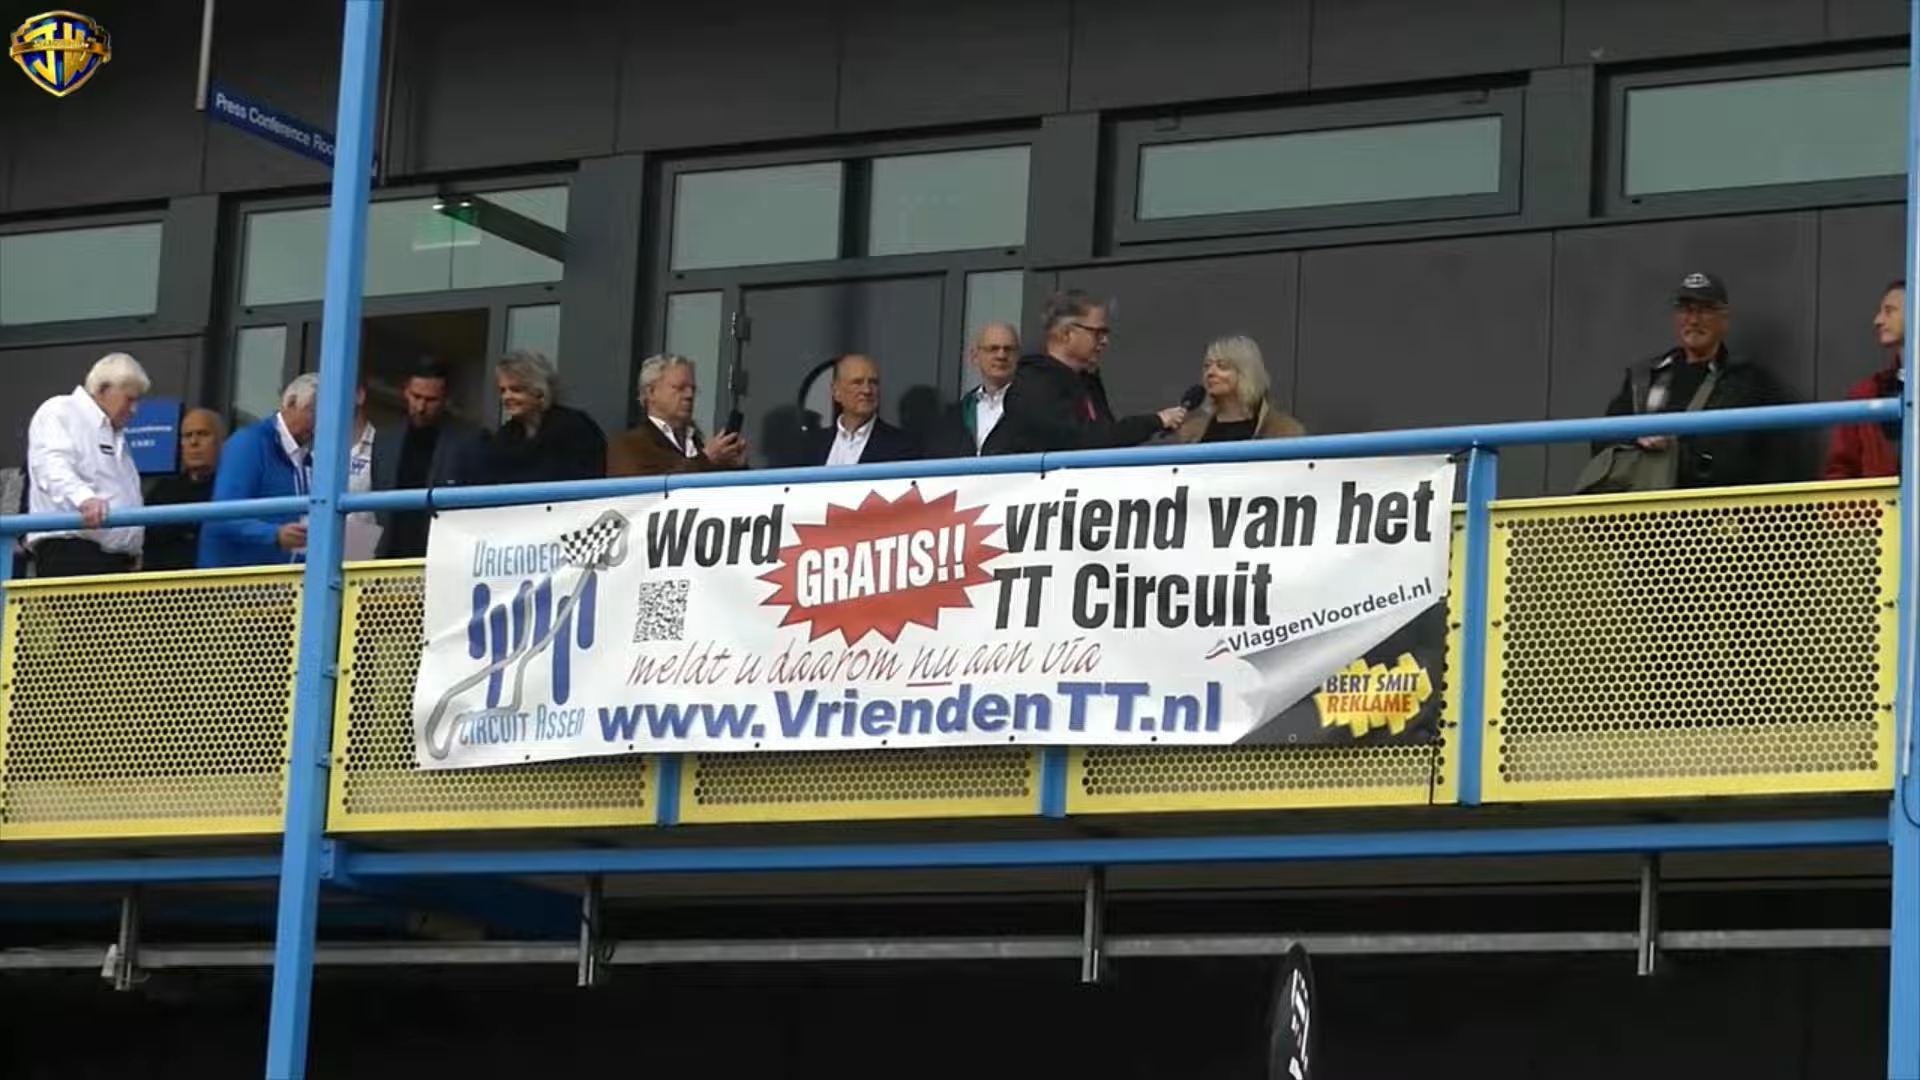 JW
Press Conference
Word GRATIS!! vriend van het
TT Circuit
VRIENDEN
CIRCUIT ASSEN
meldt u daarom nu aan via
www.VriendenTT.nl
VlaggenVoordeel.nl
BERT SMIT
REKLAME